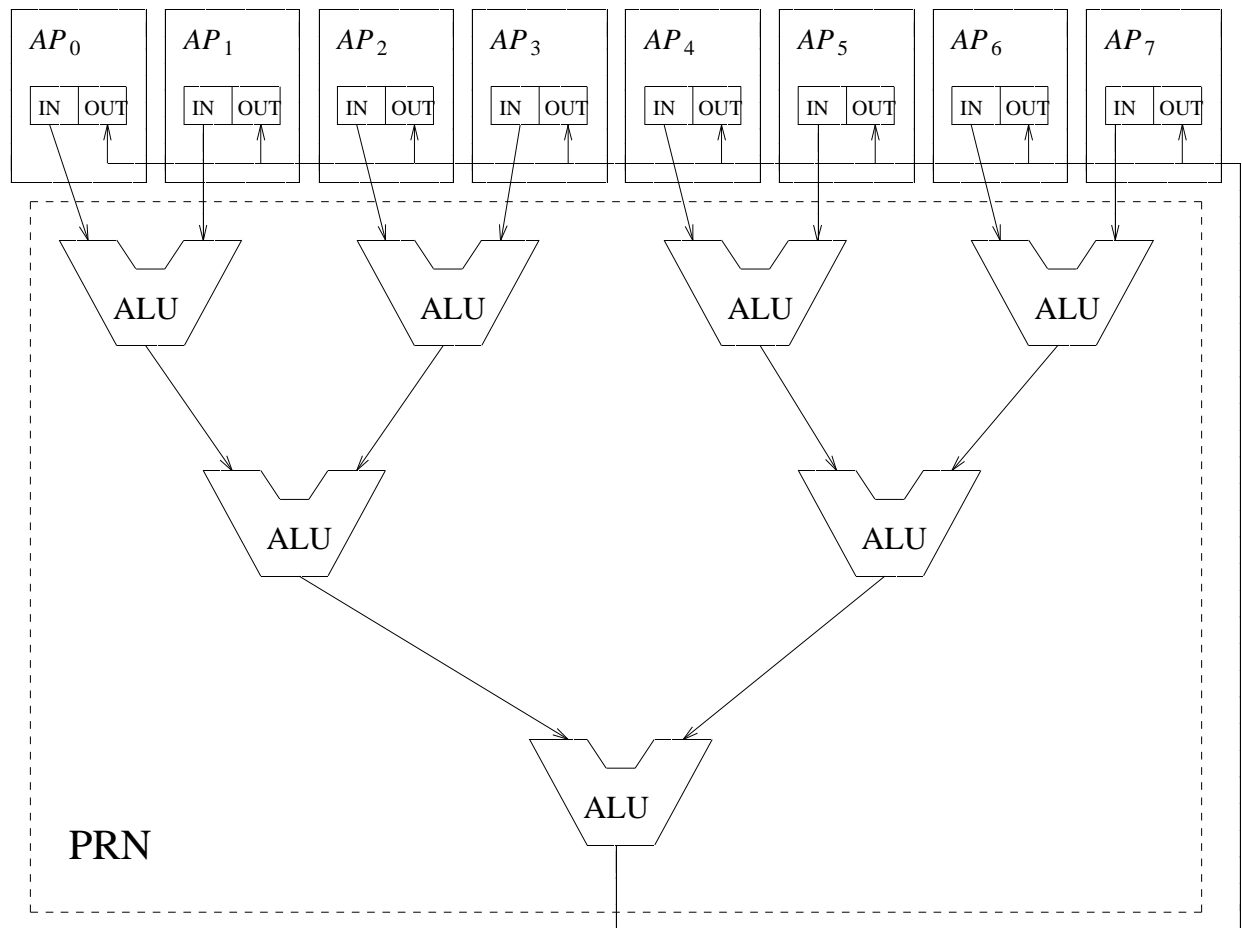 AP0 AP1 AP2 AP3 AP4 AP5 AP6 AP7
IN OUT IN OUT IN OUT IN OUT IN OUT IN OUT IN OUT IN OUT
ALU ALU ALU ALU
ALU ALU
ALU
PRN